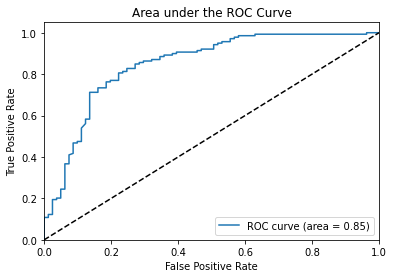 Area under the ROC Curve
True Positive Rate
1.0
0.8
0.6
0.4
0.2
0.0
ROC curve (area = 0.85)
0.0 0.2 0.4 0.6 0.8 1.0
False Positive Rate